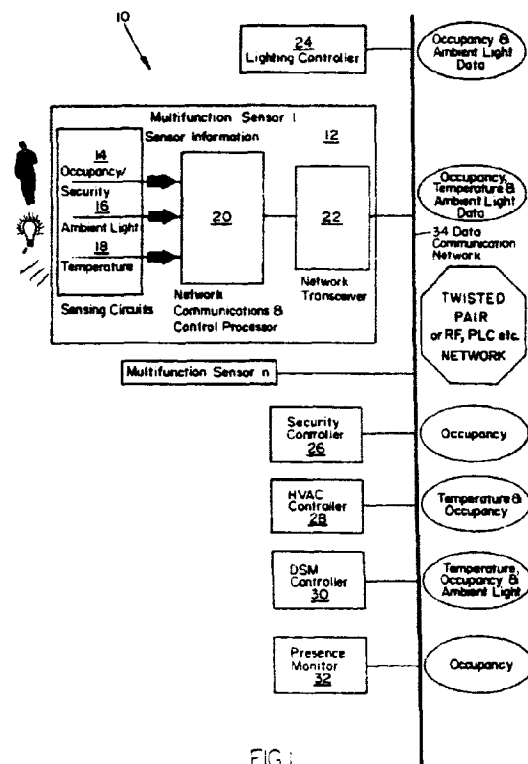 10
24
Lighting Controller
Occupancy &
Ambient Light
Data
Multifunction Sensor 1
Sensor Information
12
14
Occupancy/
Security
16
Ambient Light
18
Temperature
Sensing Circuits
20
Network
Communications &
Control Processor
22
Network
Transceiver
Occupancy,
Temperature &
Ambient Light
Data
34 Data
Communication
Network
TWISTED
PAIR
or RF, PLC etc.
NETWORK
Multifunction Sensor n
Security
Controller
26
Occupancy
HVAC
Controller
28
Temperature &
Occupancy
DSM
Controller
30
Temperature,
Occupancy &
Ambient Light
Presence
Monitor
32
Occupancy
FIG. 1